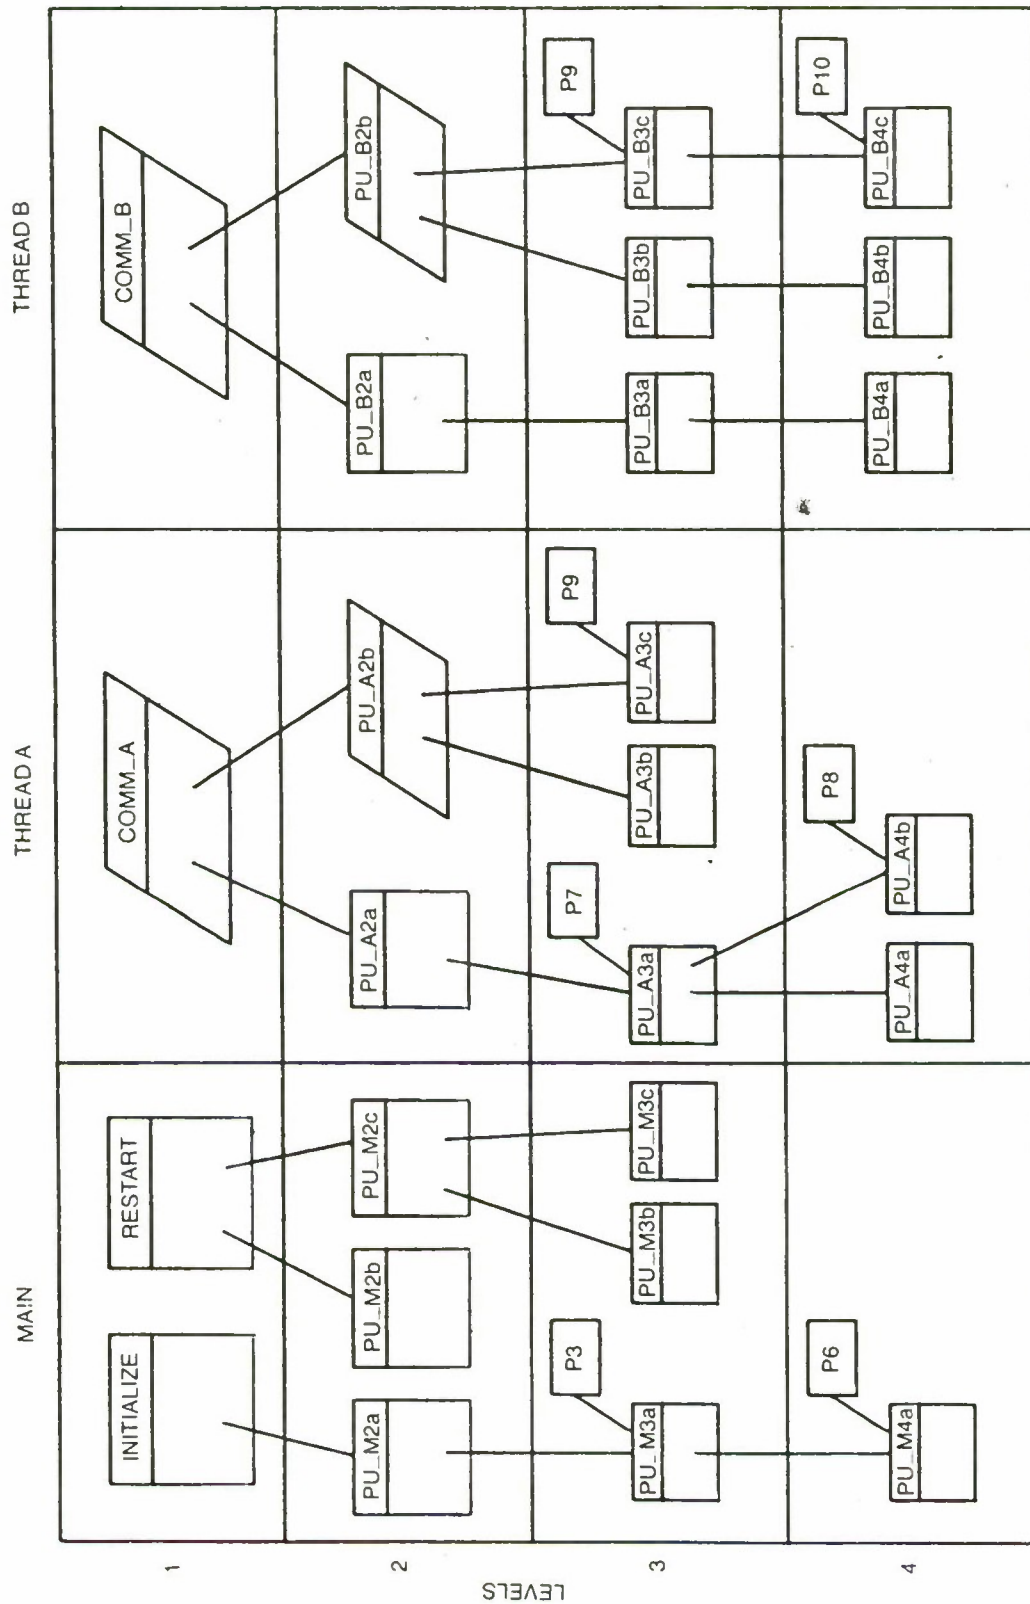 MAIN
THREAD A
THREAD B
LEVELS
1
INITIALIZE
RESTART
COMM_A
COMM_B
2
PU_M2a
PU_M2b
PU_M2c
PU_A2a
PU_A2b
PU_B2a
PU_B2b
3
P3
P7
P9
P9
PU_M3a
PU_M3b
PU_M3c
PU_A3a
PU_A3b
PU_A3c
PU_B3a
PU_B3b
PU_B3c
4
P6
P8
P10
PU_M4a
PU_A4a
PU_A4b
PU_B4a
PU_B4b
PU_B4c